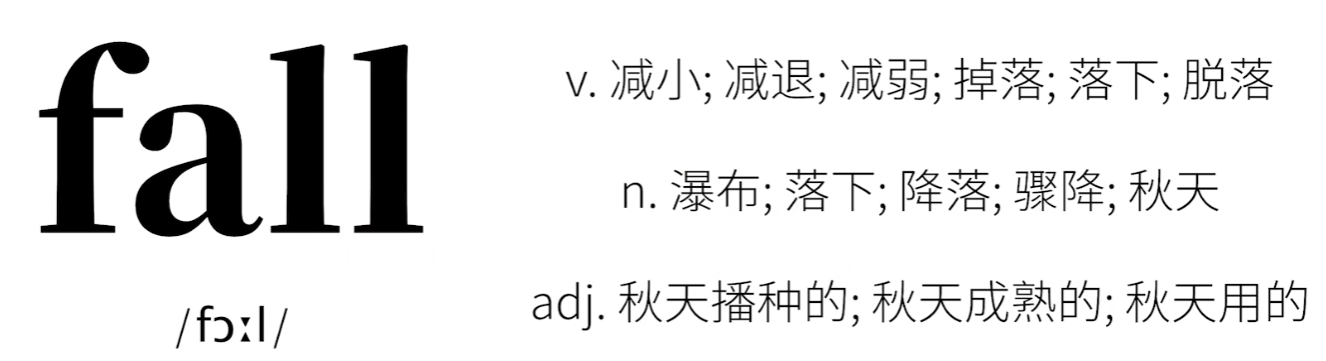 fall
/fɔːl/
v. 减小; 减退; 减弱; 掉落; 落下; 脱落
n. 瀑布; 落下; 降落; 骤降; 秋天
adj. 秋天播种的; 秋天成熟的; 秋天用的